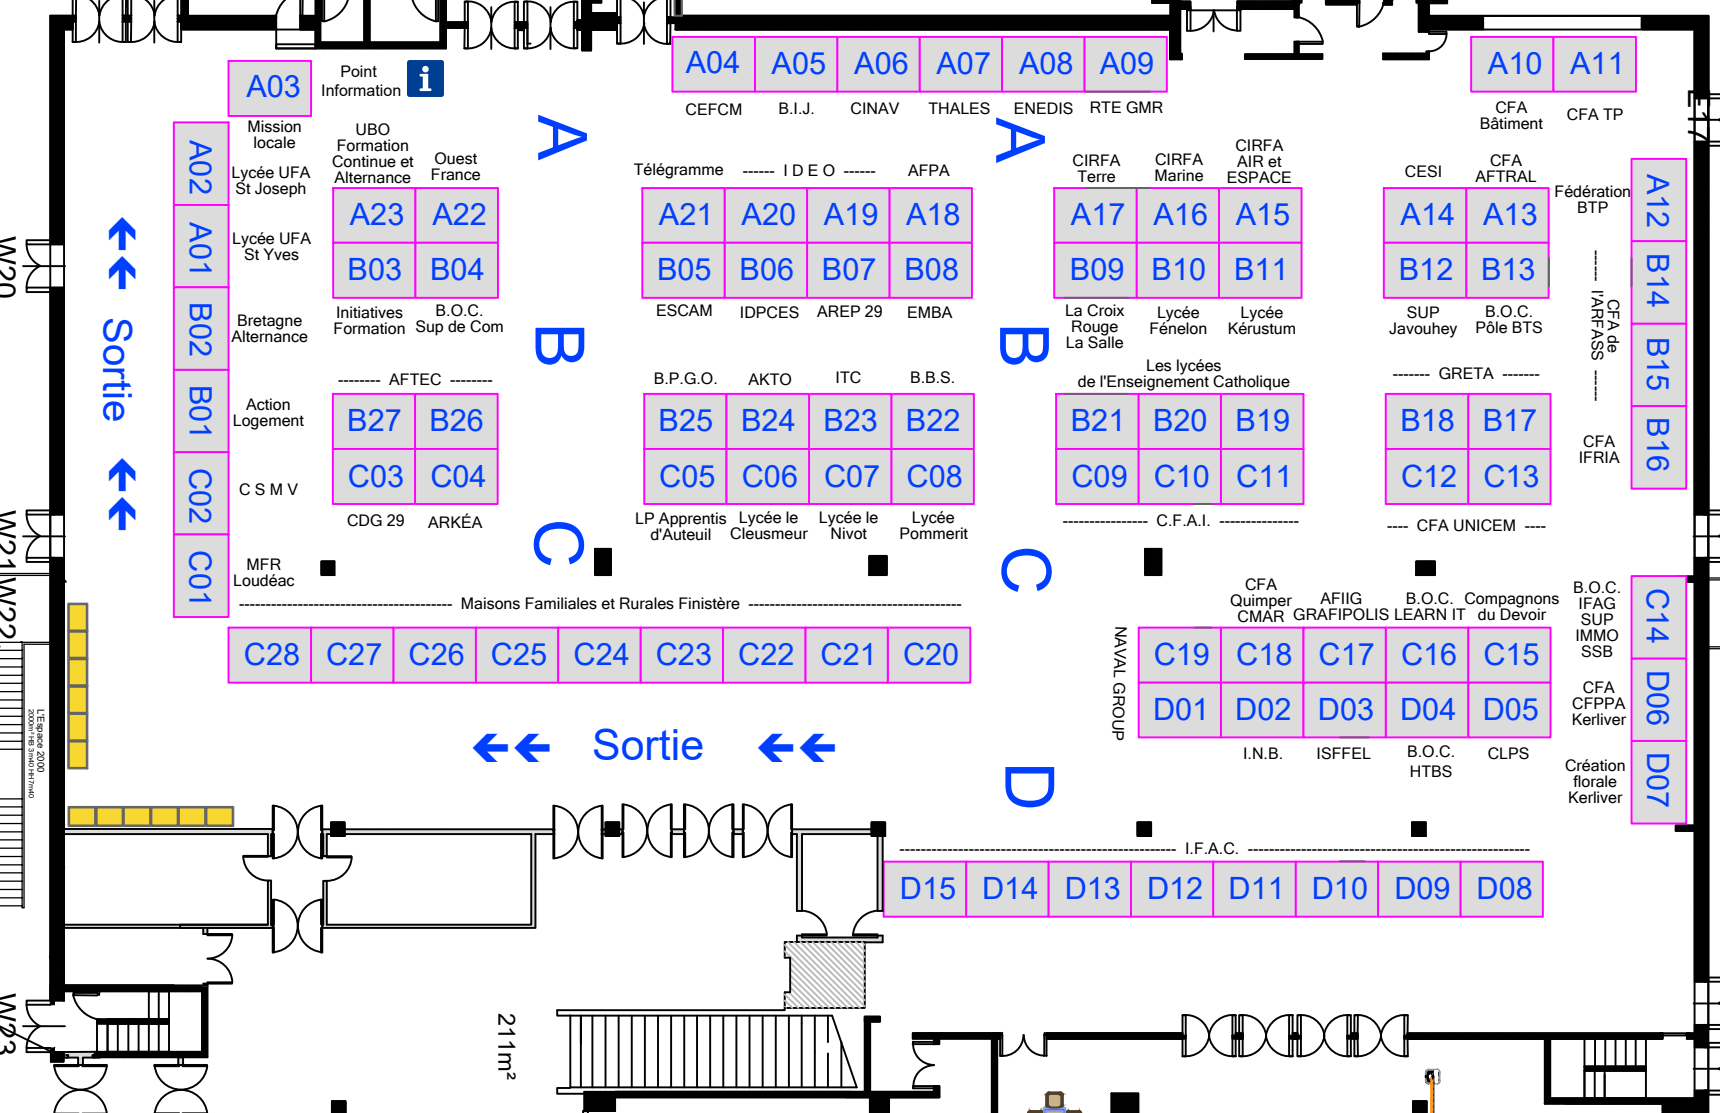 A04 A05 A06 A07 A08 A09
CEFCM B.I.J. CINAV THALES ENEDIS RTE GMR
A10 A11
CFA
Bâtiment
CFA TP
A03
Point
Information
i
Mission
locale
A02
Lycée UFA
St Joseph
A01
Lycée UFA
St Yves
B02
Bretagne
Alternance
B01
Action
Logement
C02
C S M V
C01
MFR
Loudéac
Sortie
W20
W21
W22
W23
E17
A
A
B
B
C
C
D
UBO
Formation
Continue et
Alternance
Ouest
France
A23 A22
B03 B04
Initiatives
Formation
B.O.C.
Sup de Com
Télégramme ------ I D E O ------ AFPA
A21 A20 A19 A18
B05 B06 B07 B08
ESCAM IDPCES AREP 29 EMBA
CIRFA
Terre
CIRFA
Marine
CIRFA
AIR et
ESPACE
A17 A16 A15
B09 B10 B11
La Croix
Rouge
La Salle
Lycée
Fénelon
Lycée
Kérustum
CESI
CFA
AFTRAL
A14 A13
B12 B13
SUP
Javouhey
B.O.C.
Pôle BTS
Fédération
BTP
A12
B14
B15
B16
------ CFA de
l'ARFASS ------
CFA
IFRIA
-------- AFTEC --------
B27 B26
C03 C04
CDG 29 ARKÉA
B.P.G.O. AKTO ITC B.B.S.
B25 B24 B23 B22
C05 C06 C07 C08
LP Apprentis
d'Auteuil
Lycée le
Cleusmeur
Lycée le
Nivot
Lycée
Pommerit
Les lycées
de l'Enseignement Catholique
B21 B20 B19
C09 C10 C11
---------------- C.F.A.I. ---------------
------- GRETA -------
B18 B17
C12 C13
---- CFA UNICEM ----
Maisons Familiales et Rurales Finistère
C28 C27 C26 C25 C24 C23 C22 C21 C20
Sortie
NAVAL GROUP
CFA
Quimper
CMAR
AFIIG
GRAFIPOLIS
B.O.C.
LEARN IT
Compagnons
du Devoir
C19 C18 C17 C16 C15
D01 D02 D03 D04 D05
I.N.B. ISFFEL
B.O.C.
HTBS
CLPS
B.O.C.
IFAG
SUP
IMMO
SSB
C14
CFA
CFPPA
Kerliver
D06
Création
florale
Kerliver
D07
I.F.A.C.
D15 D14 D13 D12 D11 D10 D09 D08
L'Espace 2000
211m²